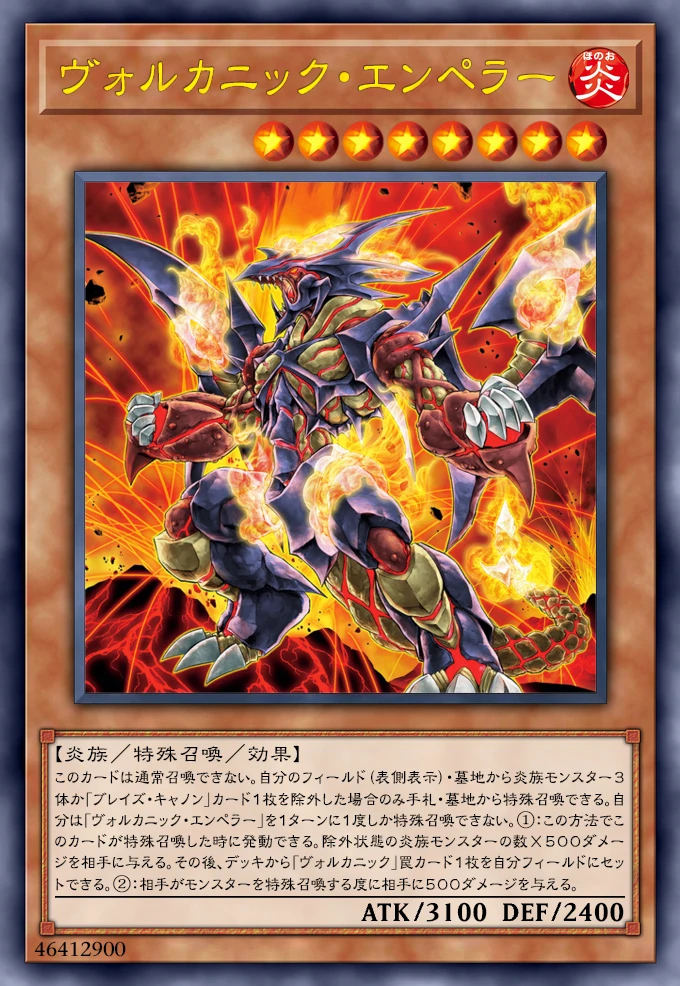 ヴォルカニック・エンペラー
ほのお
炎
【炎族／特殊召喚／効果】
このカードは通常召喚できない。自分のフィールド(表側表示)・墓地から炎族モンスター３
体か「ブレイズ・キャノン」カード１枚を除外した場合のみ手札・墓地から特殊召喚できる。自
分は「ヴォルカニック・エンペラー」を１ターンに１度しか特殊召喚できない。①：この方法でこ
のカードが特殊召喚した時に発動できる。除外状態の炎族モンスターの数×５００ダメー
ジを相手に与える。その後、デッキから「ヴォルカニック」罠カード１枚を自分フィールドにセッ
トできる。②：相手がモンスターを特殊召喚する度に相手に５００ダメージを与える。
ATK/3100 DEF/2400
46412900